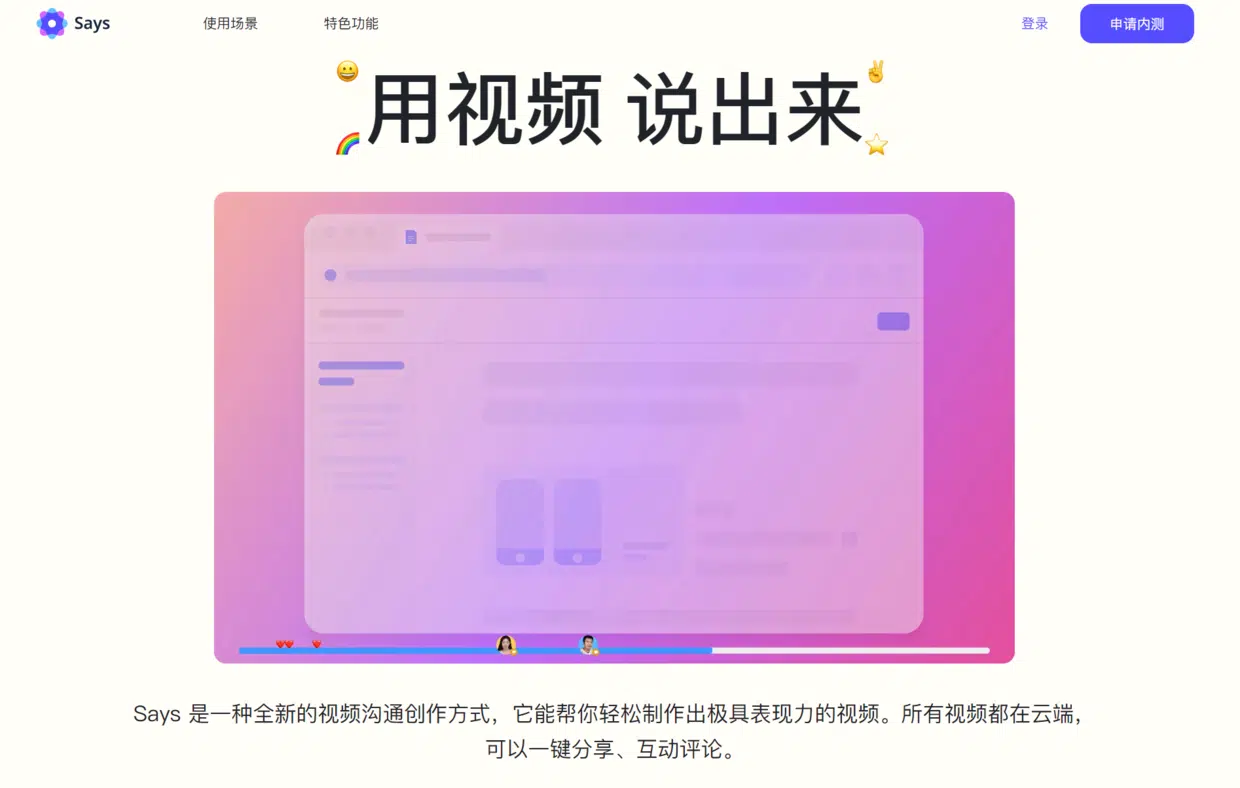 Says
使用场景
特色功能
登录
申请内测
用视频 说出来
Says 是一种全新的视频沟通创作方式，它能帮你轻松制作出极具表现力的视频。所有视频都在云端，
可以一键分享、互动评论。